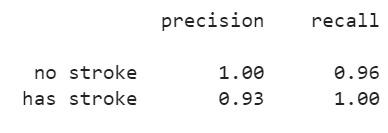 precision recall
no stroke 1.00 0.96
has stroke 0.93 1.00